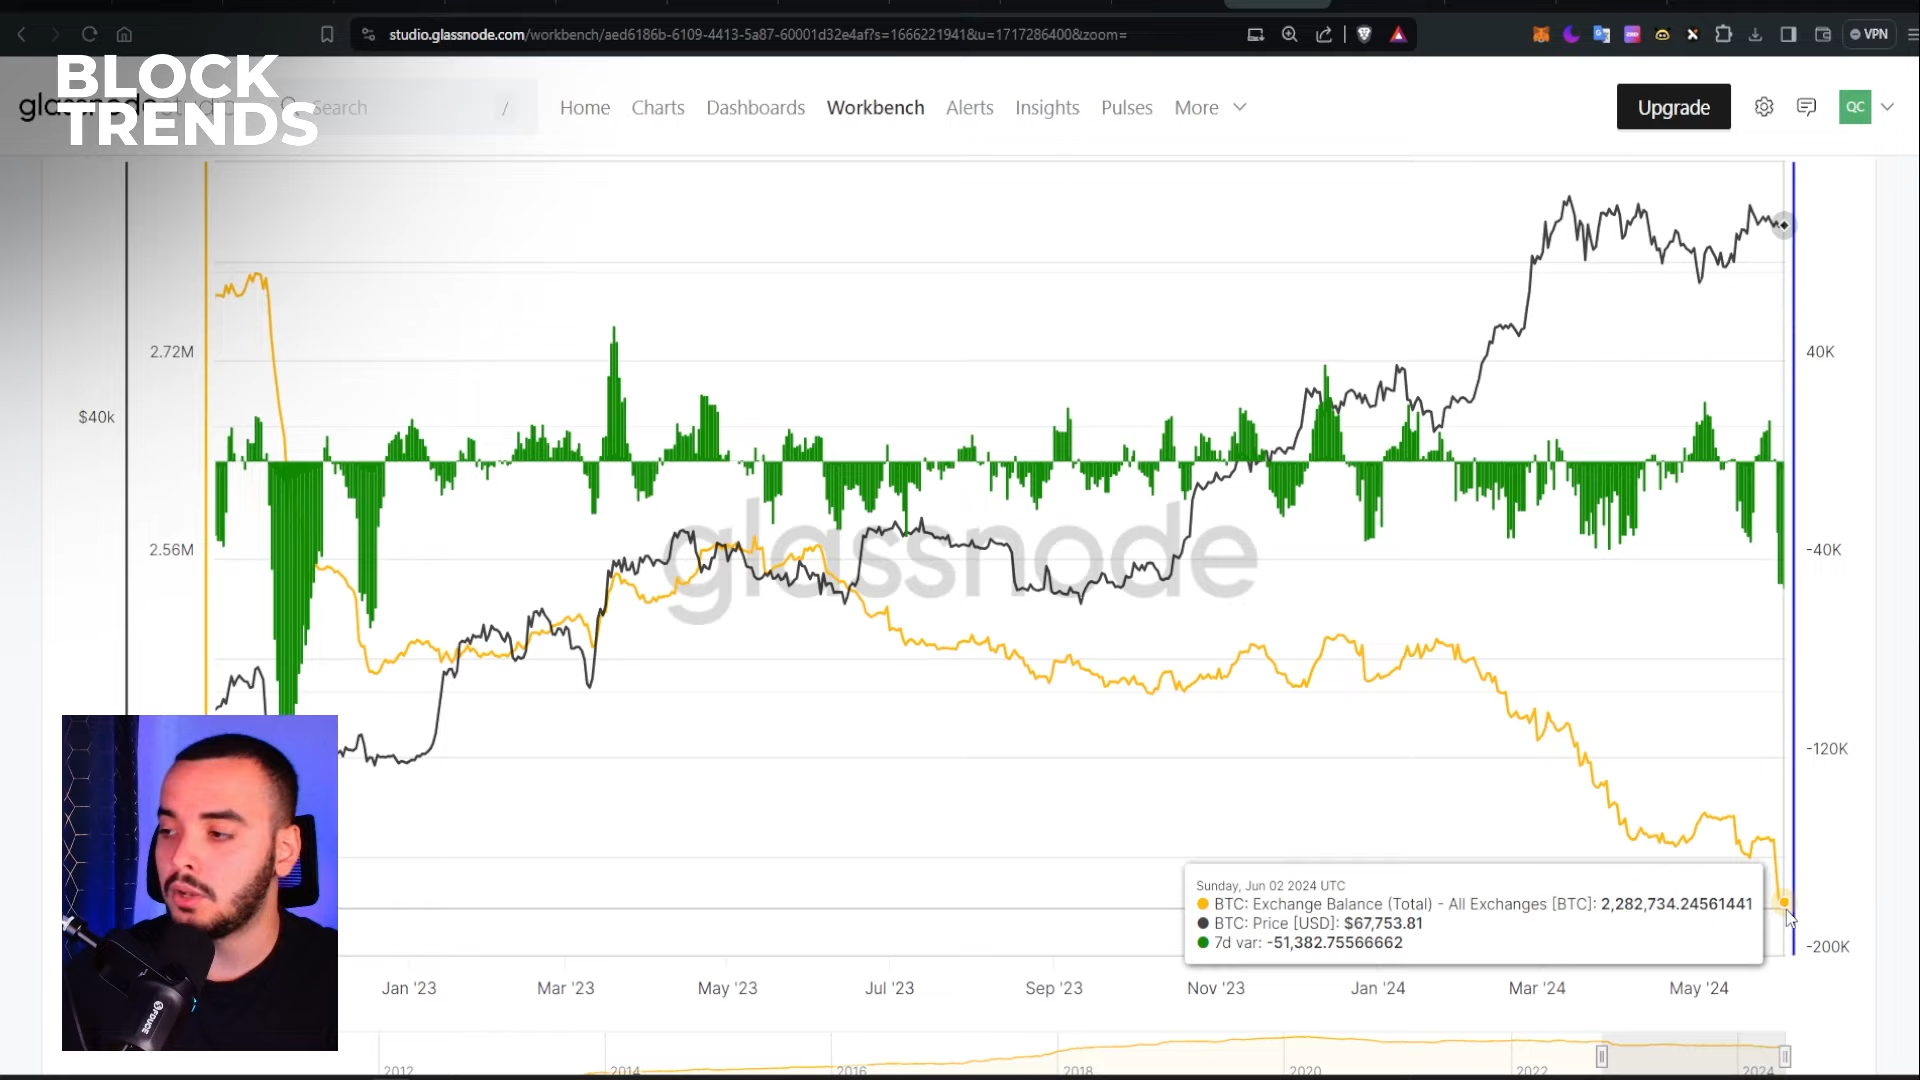 studio.glassnode.com/workbench/aed6186b-6109-4413-5a87-60001d32e4af?s=1666221941&u=1717286400&zoom=
VPN
BLOCK
TRENDS
glassnode studio
Search
/
Home
Charts
Dashboards
Workbench
Alerts
Insights
Pulses
More
Upgrade
QC
2.72M
40K
$40k
2.56M
-40K
glassnode
-120K
Sunday, Jun 02 2024 UTC
BTC: Exchange Balance (Total) - All Exchanges [BTC]: 2,282,734.24561441
BTC: Price [USD]: $67,753.81
7d var: -51,382.75566662
-200K
Jan '23
Mar '23
May '23
Jul '23
Sep '23
Nov '23
Jan '24
Mar '24
May '24
FIFINE
2012
2014
2016
2018
2020
2022
2024